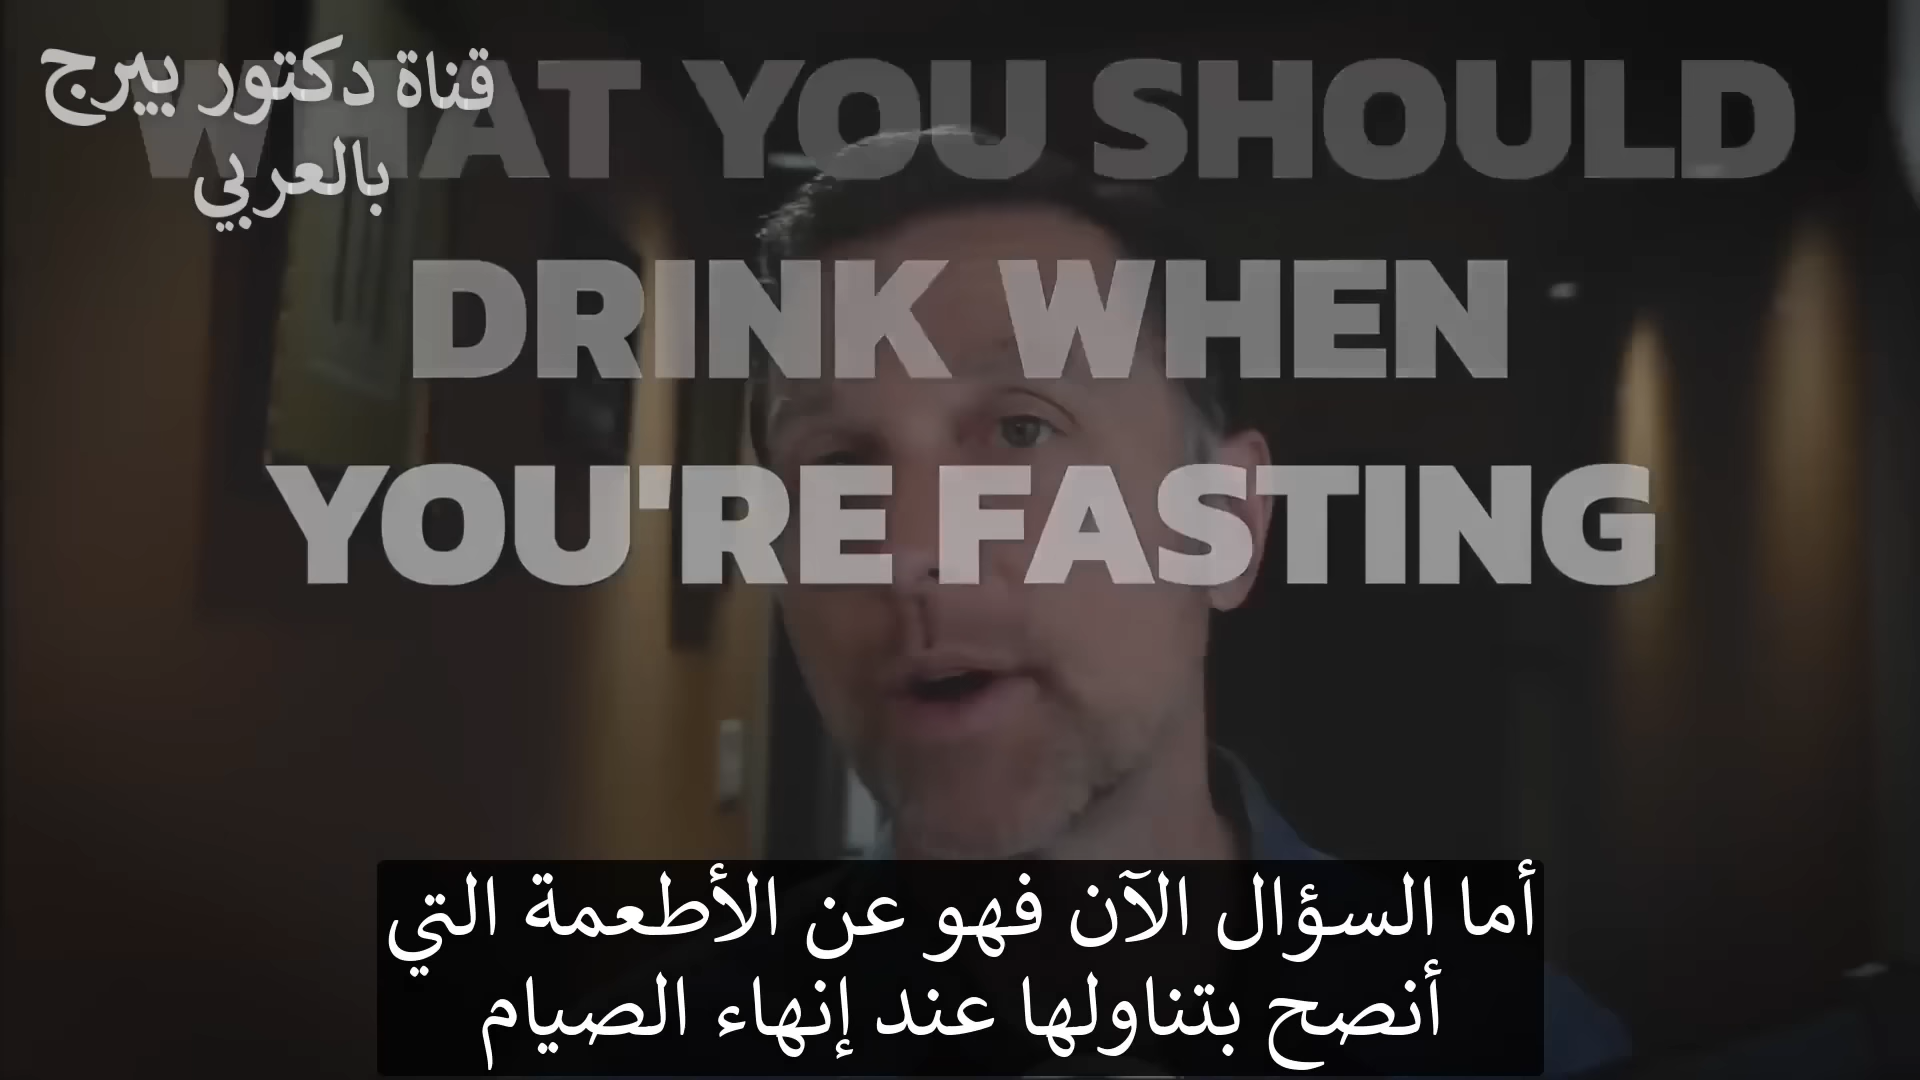 قناة دكتور بيرج
بالعربي
WHAT YOU SHOULD
DRINK WHEN
YOU'RE FASTING
أما السؤال الآن فهو عن الأطعمة التي
أنصح بتناولها عند إنهاء الصيام